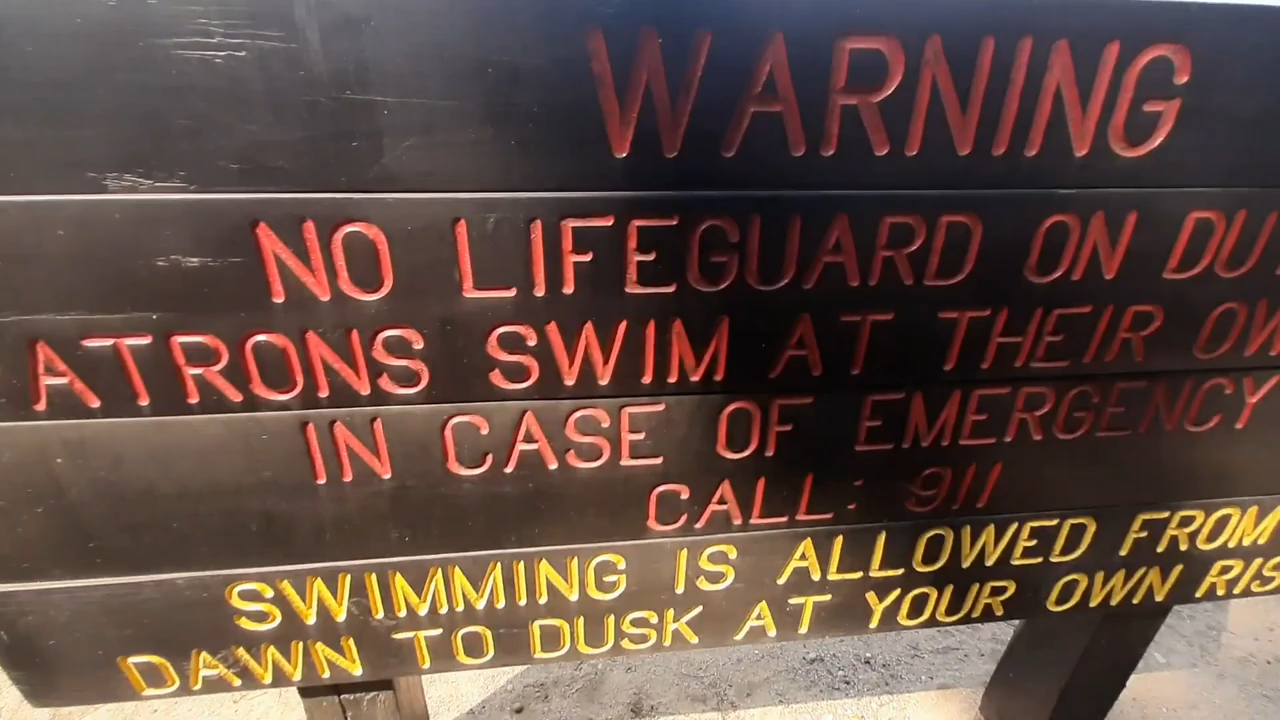 WARNING
NO LIFEGUARD ON DU
ATRONS SWIM AT THEIR OW
IN CASE OF EMERGENCY
CALL: 911
SWIMMING IS ALLOWED FROM
DAWN TO DUSK AT YOUR OWN RIS